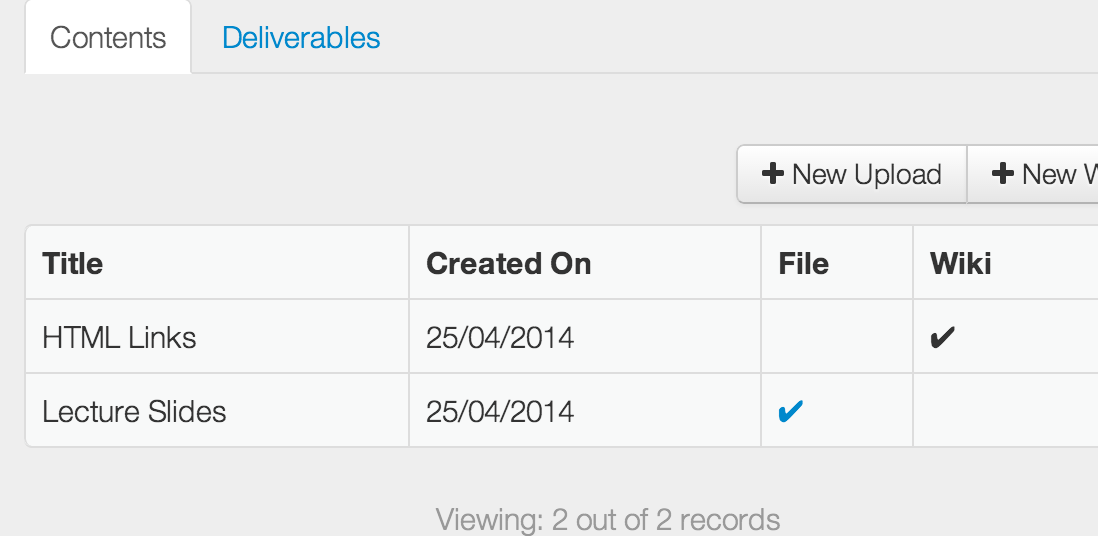 Contents Deliverables
+ New Upload + New
Title Created On File Wiki
HTML Links 25/04/2014 ✔
Lecture Slides 25/04/2014 ✔
Viewing: 2 out of 2 records